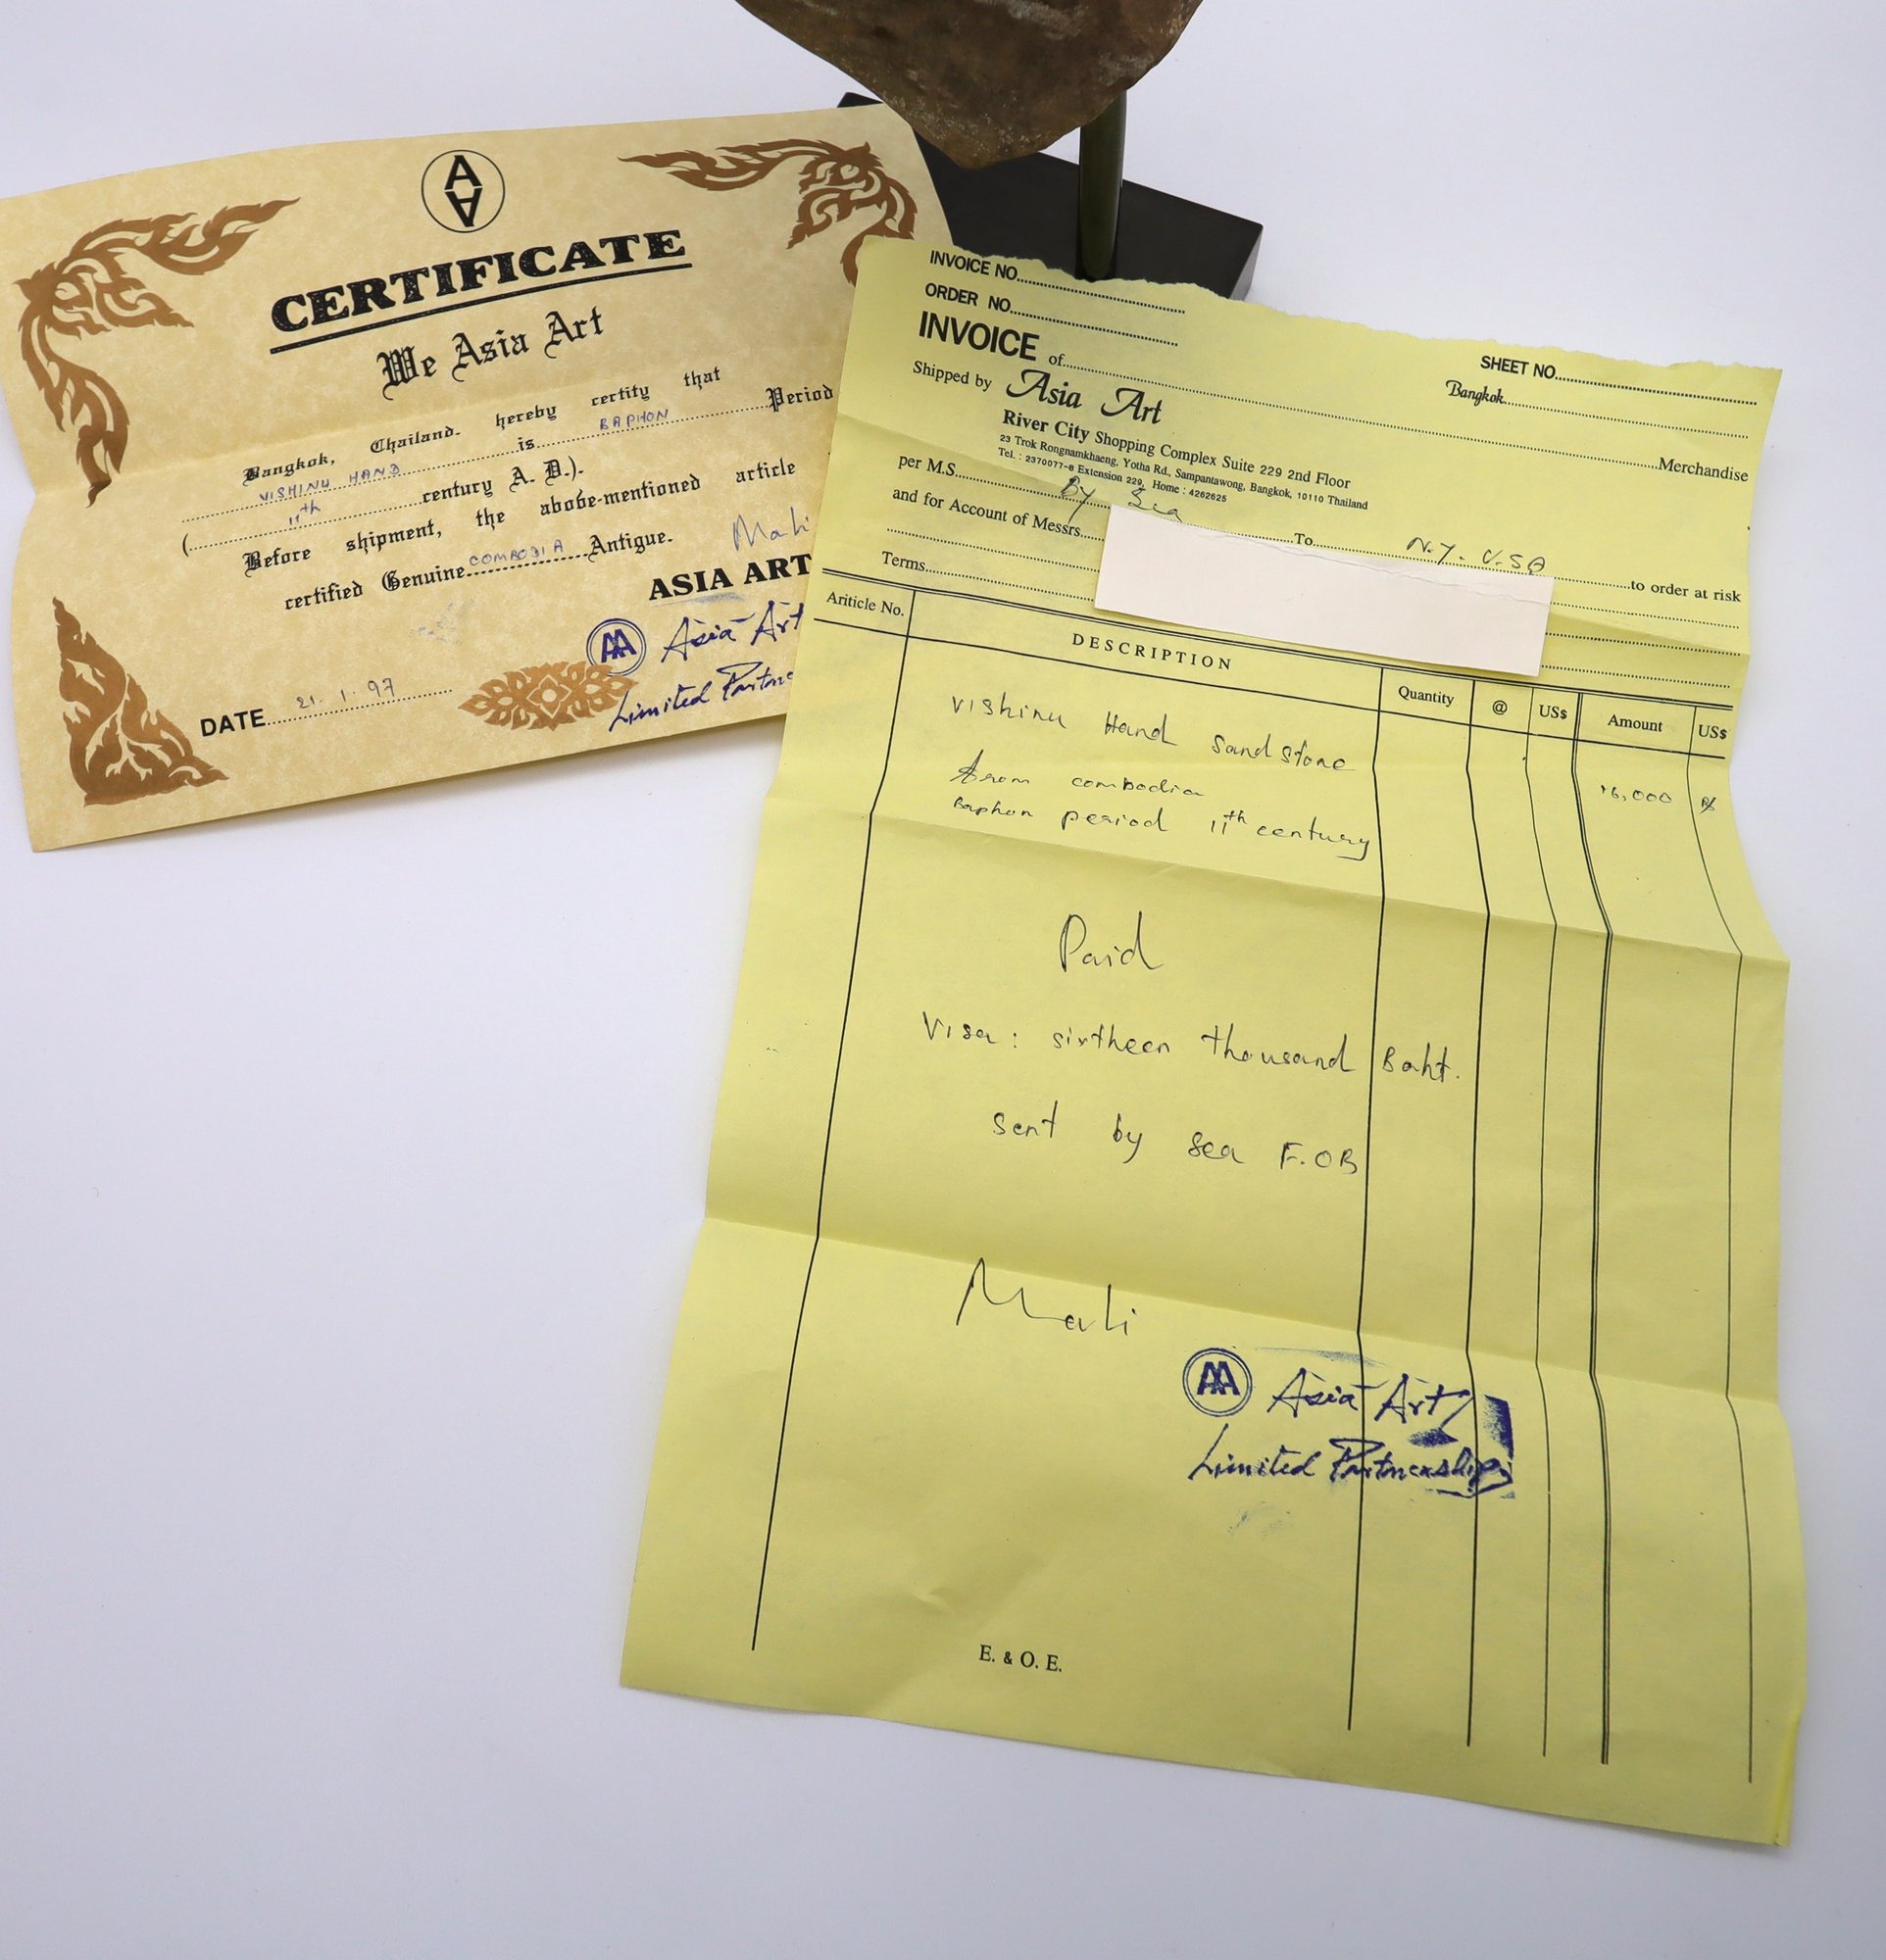 AA
CERTIFICATE
We Asia Art
Bangkok, Thailand. hereby certity that
VISHINU HAND is BAPHON Period
(11th century A. D.).
Before shipment, the abobe-mentioned article
certified Genuine COMBODIA Antigue.
Mali
ASIA ART
AA Asia Art
Limited Partne
DATE 21. 1. 97
INVOICE NO.
ORDER NO.
INVOICE of
SHEET NO.
Bangkok
Shipped by Asia Art Merchandise
River City Shopping Complex Suite 229 2nd Floor
23 Trok Rongnamkhaeng, Yotha Rd., Sampantawong, Bangkok, 10110 Thailand
Tel. : 2370077-8 Extension 229, Home : 4262625
per M.S. By Sea To N.Y. U.S.A to order at risk
and for Account of Messrs.
Terms
Ariticle No. DESCRIPTION Quantity @ US$ Amount US$
Vishinu Hand sandstone
from combodia 16,000 B
Baphon period 11th century
Paid
Visa: sixtheen thousand Baht.
sent by sea F.OB
Mali
AA Asia Art
Limited Partnership
E. & O. E.